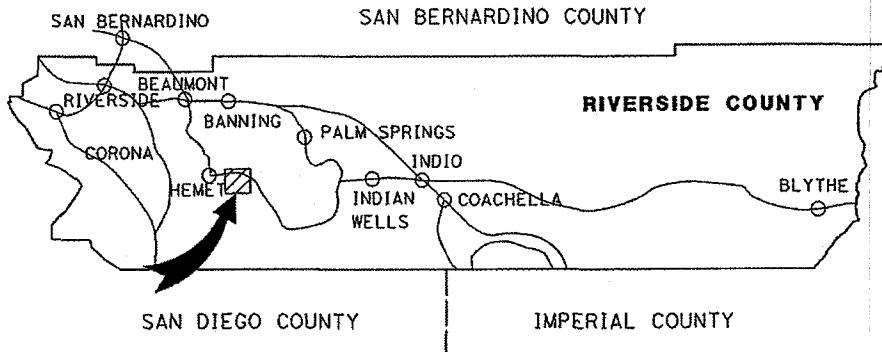 SAN BERNARDINO COUNTY
SAN BERNARDINO
BEAUMONT
RIVERSIDE
BANNING
RIVERSIDE COUNTY
PALM SPRINGS
CORONA
INDIO
HEMET
INDIAN
WELLS
COACHELLA
BLYTHE
SAN DIEGO COUNTY
IMPERIAL COUNTY